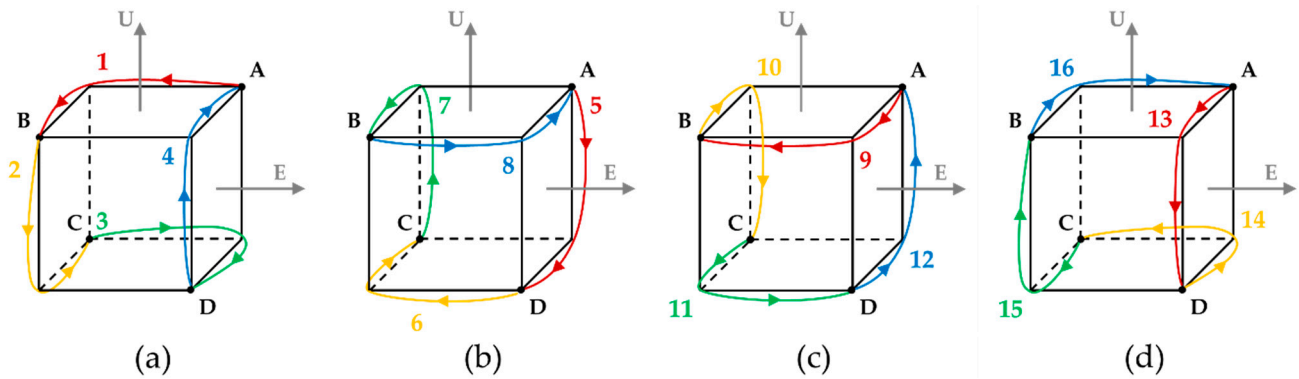 U U U U
1 A 7 A 10 A 16 A
B B 5 B B 13
2 4 8 9
E E E E
C 3 C C C 14
12
D D D D
6 11 15
(a) (b) (c) (d)